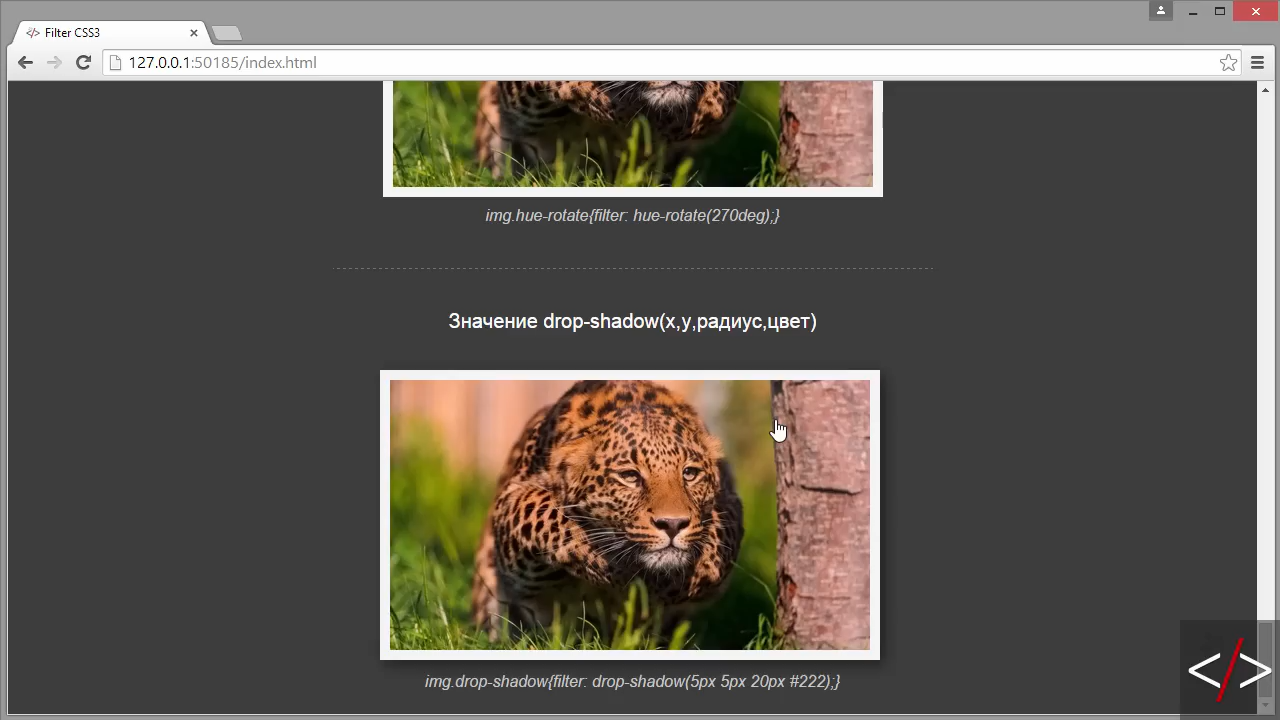 Filter CSS3
127.0.0.1:50185/index.html
img.hue-rotate{filter: hue-rotate(270deg);}
Значение drop-shadow(x,y,радиус,цвет)
img.drop-shadow{filter: drop-shadow(5px 5px 20px #222);}
</>